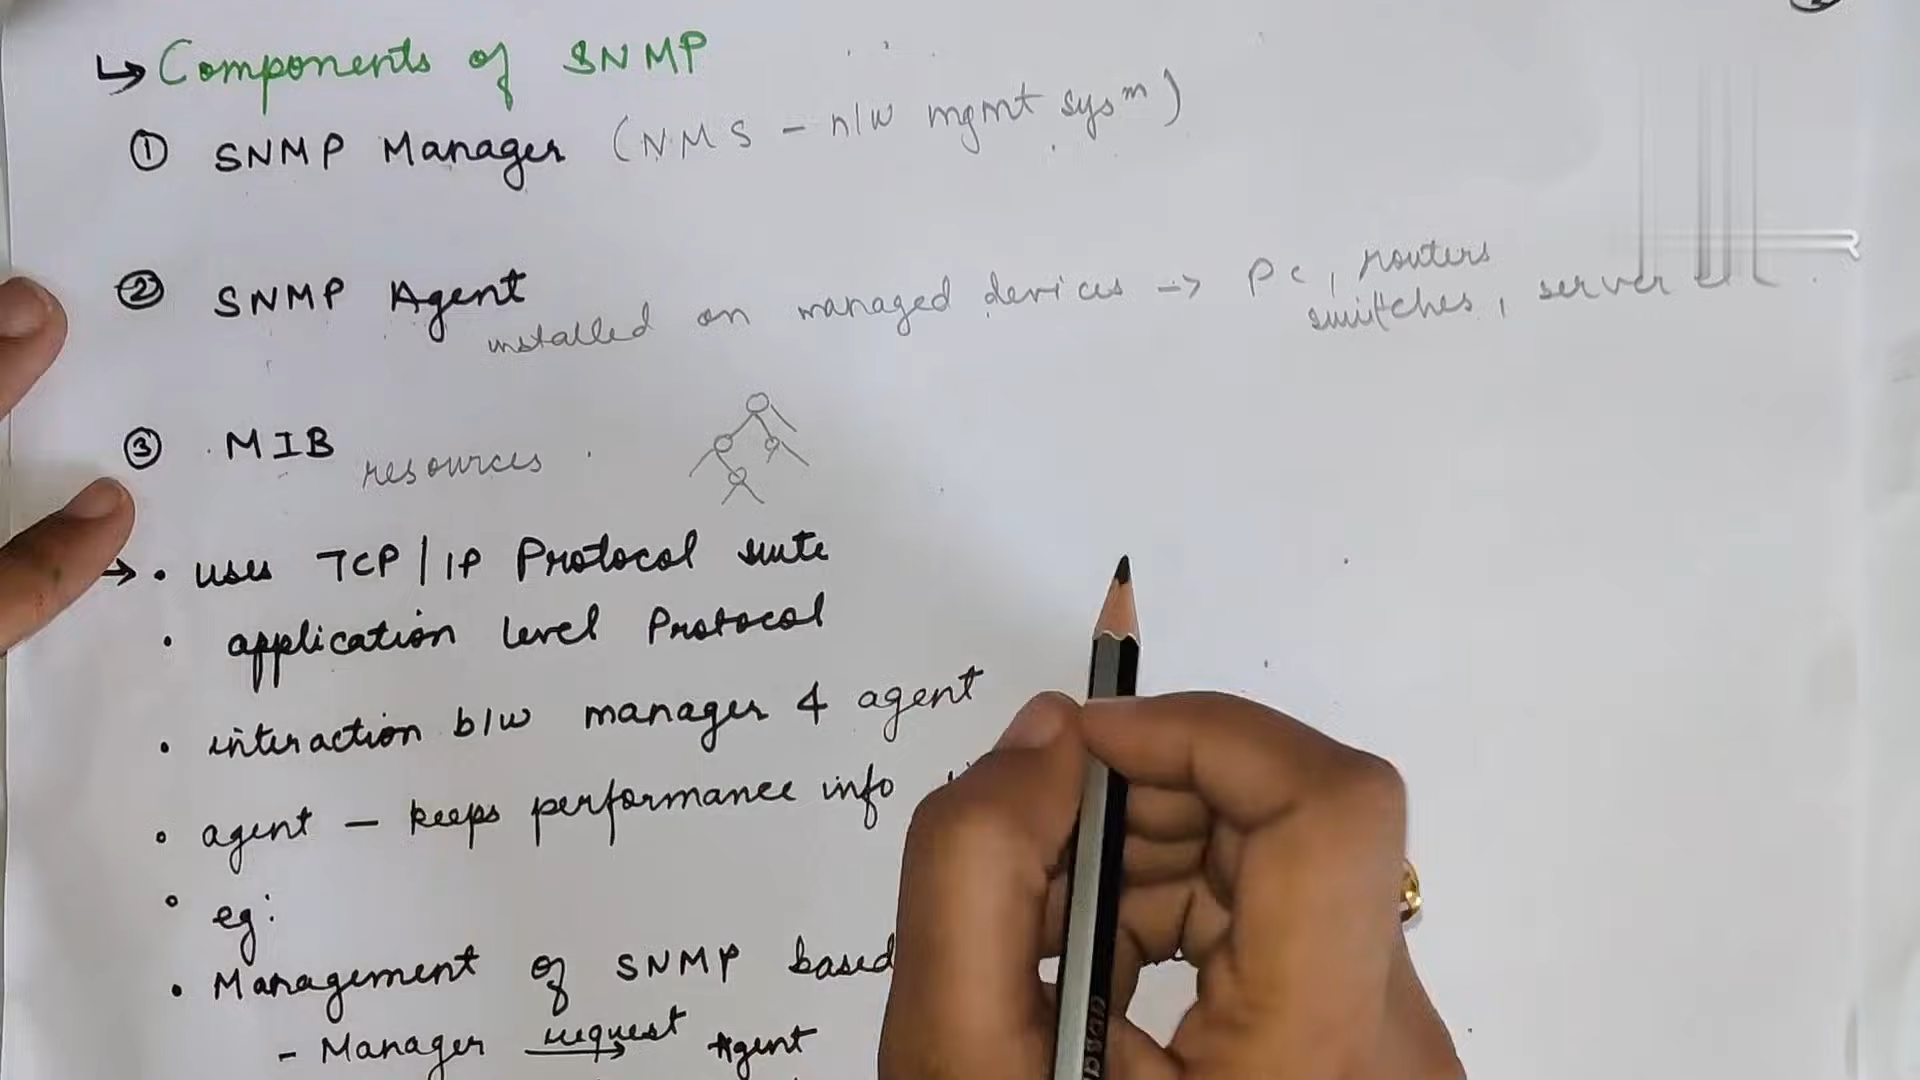 ↳ Components of SNMP
① SNMP Manager (NMS - n/w mgmt sysᵐ)
② SNMP Agent
installed on managed devices -> PC, routers
switches, server etc
③ MIB resources
→ • uses TCP/IP Protocol suite
• application level Protocol
• interaction b/w manager & agent
• agent — keeps performance info
• eg:
• Management of SNMP based
- Manager request Agent